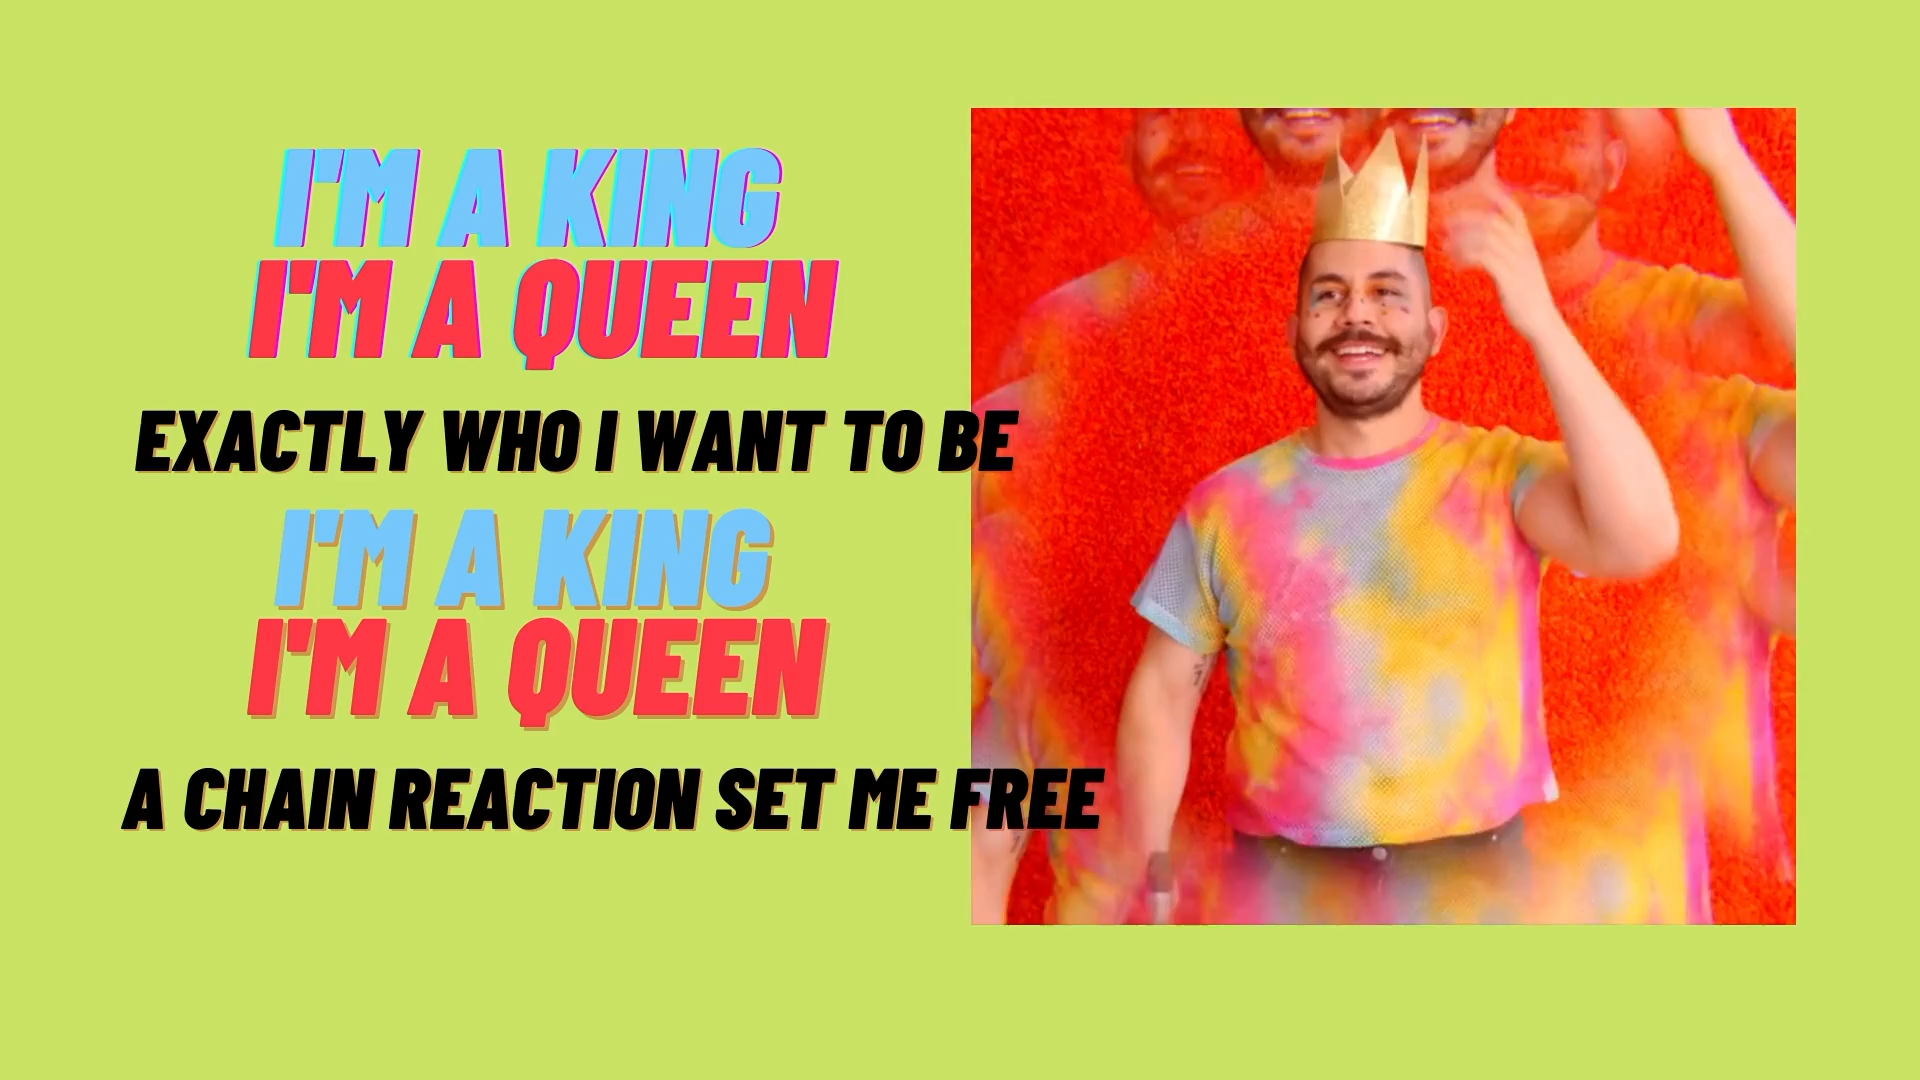 I'M A KING
I'M A QUEEN
EXACTLY WHO I WANT TO BE
I'M A KING
I'M A QUEEN
A CHAIN REACTION SET ME FREE